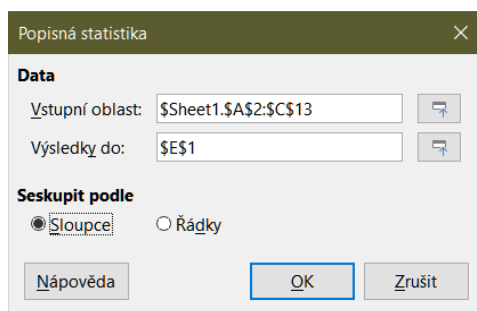 Popisná statistika
Data
Vstupní oblast: $Sheet1.$A$2:$C$13
Výsledky do: $E$1
Seskupit podle
Sloupce Řádky
Nápověda OK Zrušit